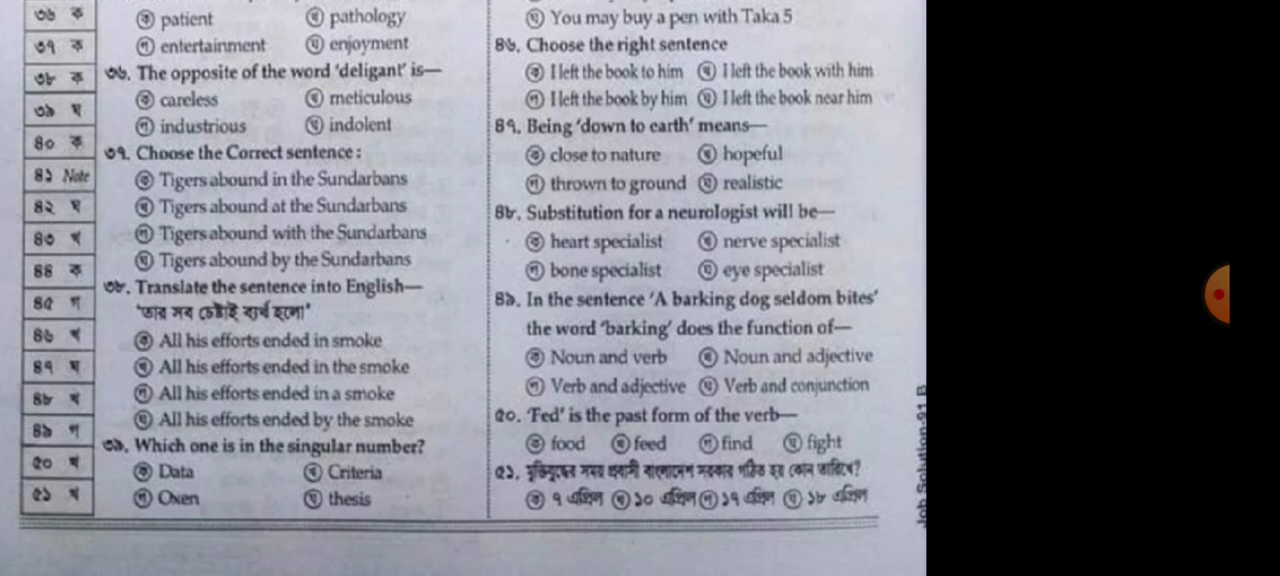 ৩৬ ক
৩৭ ক
৩৮ ক
৩৯ ঘ
৪০ ক
৪১ Note
৪২ ঘ
৪৩ খ
৪৪ ক
৪৫ গ
৪৬ খ
৪৭ ঘ
৪৮ খ
৪৯ গ
৫০ খ
৫১ খ
ক patient খ pathology
গ entertainment ঘ enjoyment
৩৬. The opposite of the word 'deligant' is—
ক careless খ meticulous
গ industrious ঘ indolent
৩৭. Choose the Correct sentence :
ক Tigers abound in the Sundarbans
খ Tigers abound at the Sundarbans
গ Tigers abound with the Sundarbans
ঘ Tigers abound by the Sundarbans
৩৮. Translate the sentence into English—
'তার সব চেষ্টাই ব্যর্থ হলো'
ক All his efforts ended in smoke
খ All his efforts ended in the smoke
গ All his efforts ended in a smoke
ঘ All his efforts ended by the smoke
৩৯. Which one is in the singular number?
ক Data খ Criteria
গ Oxen ঘ thesis
ঘ You may buy a pen with Taka 5
৪৬. Choose the right sentence
ক I left the book to him খ I left the book with him
গ I left the book by him ঘ I left the book near him
৪৭. Being 'down to earth' means—
ক close to nature খ hopeful
গ thrown to ground ঘ realistic
৪৮. Substitution for a neurologist will be—
ক heart specialist খ nerve specialist
গ bone specialist ঘ eye specialist
৪৯. In the sentence 'A barking dog seldom bites'
the word 'barking' does the function of—
ক Noun and verb খ Noun and adjective
গ Verb and adjective ঘ Verb and conjunction
৫০. 'Fed' is the past form of the verb—
ক food খ feed গ find ঘ fight
৫১. মুক্তিযুদ্ধের সময় প্রবাসী বাংলাদেশ সরকার গঠিত হয় কোন তারিখে?
ক ৭ এপ্রিল খ ১০ এপ্রিল গ ১৭ এপ্রিল ঘ ১৮ এপ্রিল
Job Solution-91 B